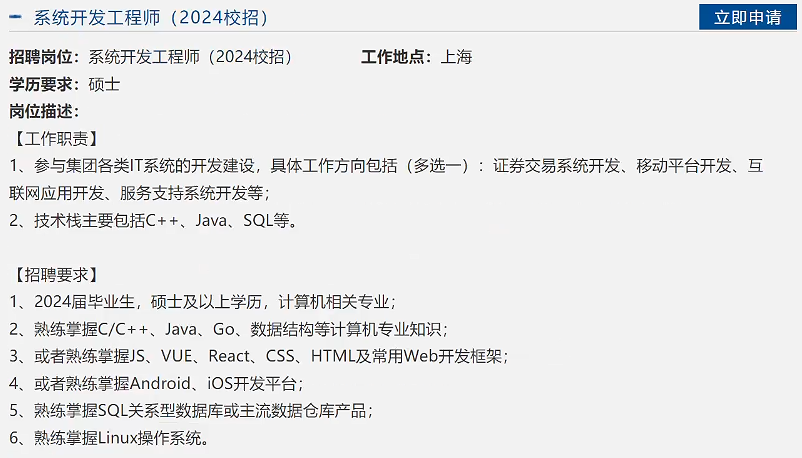 系统开发工程师（2024校招）
立即申请
招聘岗位：系统开发工程师（2024校招） 工作地点：上海
学历要求：硕士
岗位描述：
【工作职责】
1、参与集团各类IT系统的开发建设，具体工作方向包括（多选一）：证券交易系统开发、移动平台开发、互
联网应用开发、服务支持系统开发等；
2、技术栈主要包括C++、Java、SQL等。
【招聘要求】
1、2024届毕业生，硕士及以上学历，计算机相关专业；
2、熟练掌握C/C++、Java、Go、数据结构等计算机专业知识；
3、或者熟练掌握JS、VUE、React、CSS、HTML及常用Web开发框架；
4、或者熟练掌握Android、iOS开发平台；
5、熟练掌握SQL关系型数据库或主流数据仓库产品；
6、熟练掌握Linux操作系统。